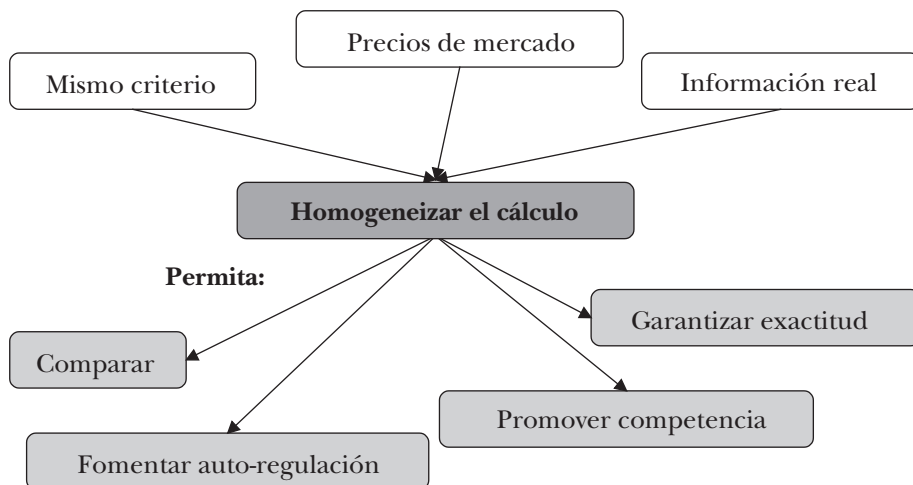 Precios de mercado
Mismo criterio
Información real
Homogeneizar el cálculo
Permita:
Garantizar exactitud
Comparar
Promover competencia
Fomentar auto-regulación